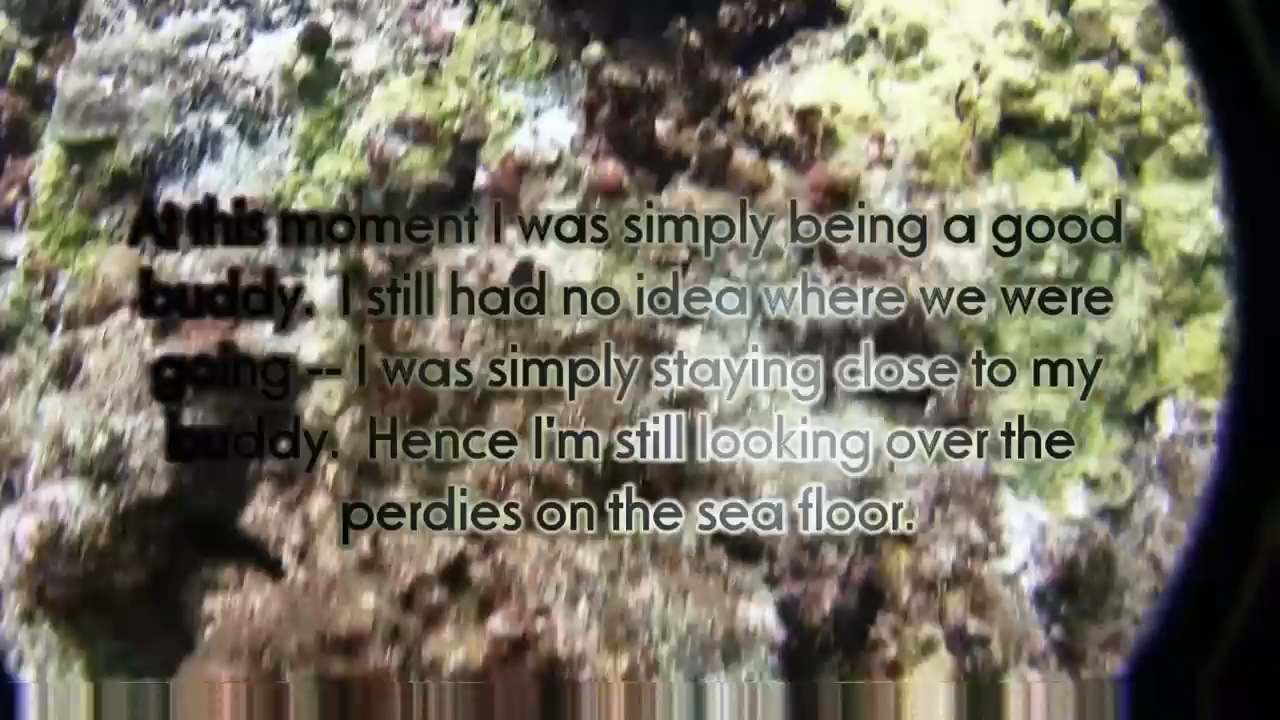 At this moment I was simply being a good
buddy.  I still had no idea where we were
going -- I was simply staying close to my
buddy.  Hence I'm still looking over the
perdies on the sea floor.